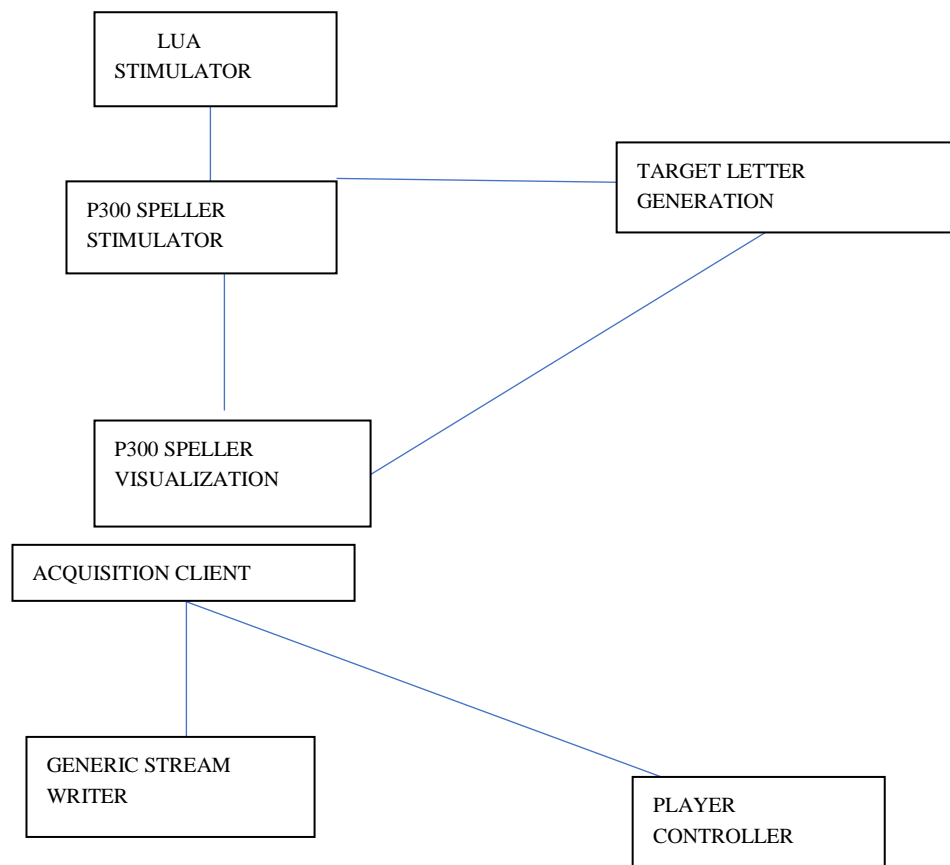 LUA
STIMULATOR
TARGET LETTER
GENERATION
P300 SPELLER
STIMULATOR
P300 SPELLER
VISUALIZATION
ACQUISITION CLIENT
GENERIC STREAM
WRITER
PLAYER
CONTROLLER